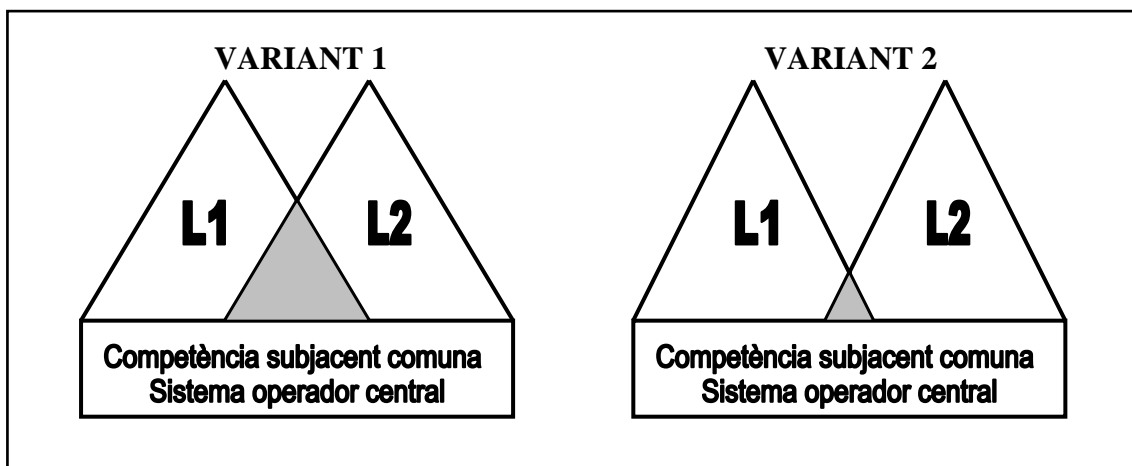 VARIANT 1
L1 L2
Competència subjacent comuna
Sistema operador central
VARIANT 2
L1 L2
Competència subjacent comuna
Sistema operador central